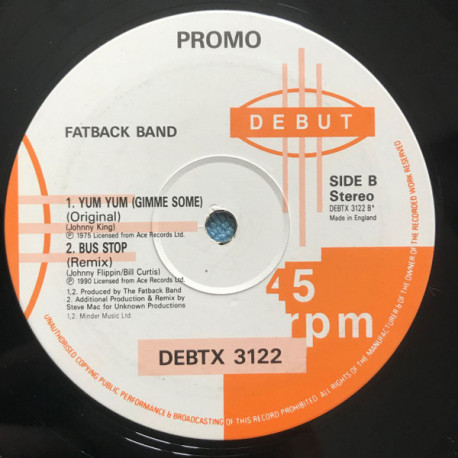 PROMO
DEBUT
FATBACK BAND
SIDE B
Stereo
DEBTX 3122 B*
Made in England
1. YUM YUM (GIMME SOME)
(Original)
(Johnny King)
℗ 1975 Licensed from Ace Records Ltd.
2. BUS STOP
(Remix)
(Johnny Flippin/Bill Curtis)
℗ 1990 Licensed from Ace Records Ltd.
1,2. Produced by The Fatback Band
2. Additional Production & Remix by
Steve Mac for Unknown Productions
1,2. Minder Music Ltd
45
rpm
DEBTX 3122
UNAUTHORISED COPYING PUBLIC PERFORMANCE & BROADCASTING OF THIS RECORD PROHIBITED. ALL RIGHTS OF THE MANUFACTURER & OF THE OWNER OF THE RECORDED WORK RESERVED